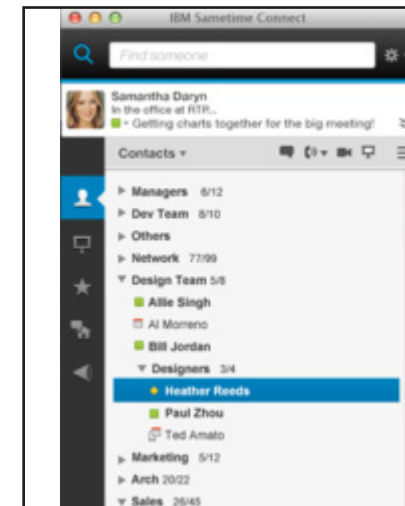 IBM Sametime Connect
Find someone
Samantha Daryn
In the office at RTP...
Getting charts together for the big meeting!
Contacts
Managers 6/12
Dev Team 8/10
Others
Network 77/99
Design Team 5/8
Allie Singh
Al Morreno
Bill Jordan
Designers 3/4
Heather Reeds
Paul Zhou
Ted Amato
Marketing 5/12
Arch 20/22
Sales 26/45